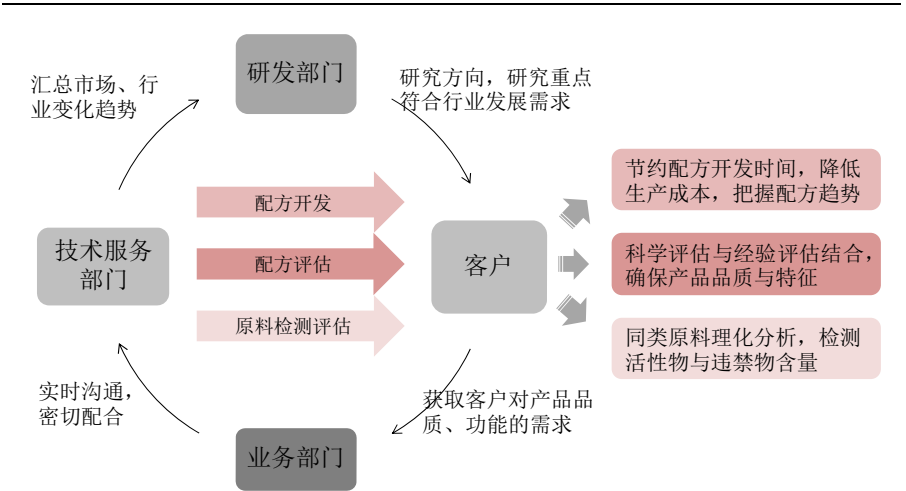 研发部门
汇总市场、行
业变化趋势
研究方向，研究重点
符合行业发展需求
技术服务
部门
配方开发
配方评估
原料检测评估
客户
节约配方开发时间，降低
生产成本，把握配方趋势
科学评估与经验评估结合，
确保产品品质与特征
同类原料理化分析，检测
活性物与违禁物含量
实时沟通，
密切配合
获取客户对产品品
质、功能的需求
业务部门